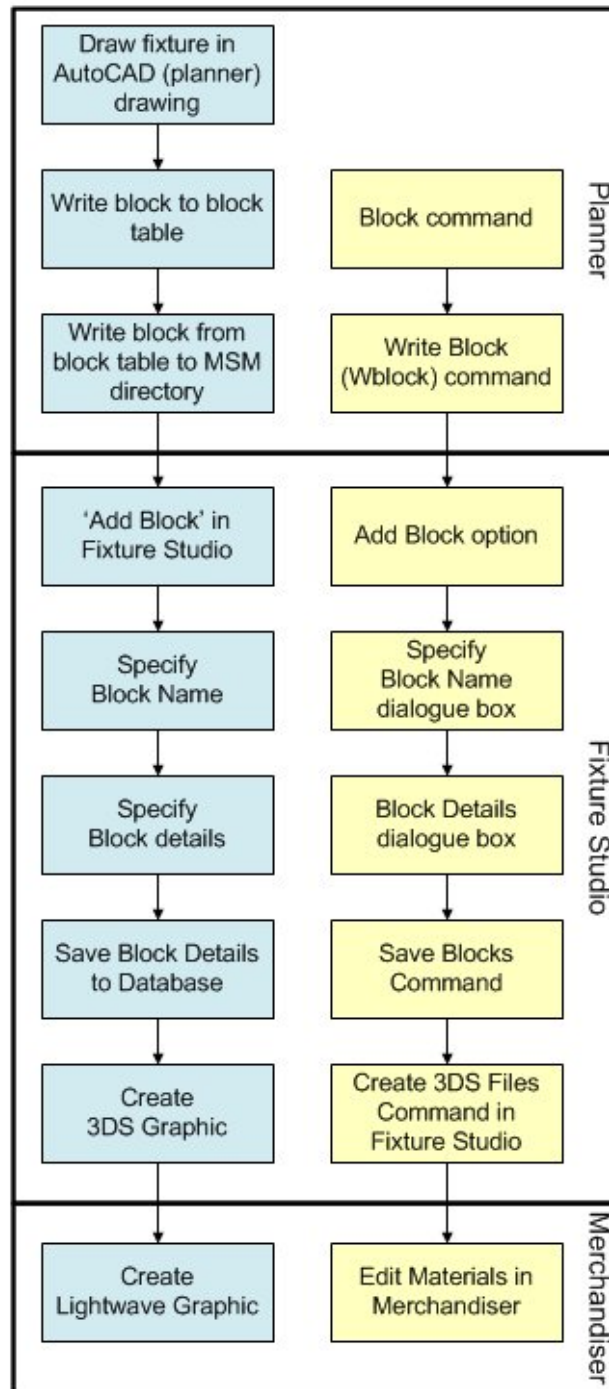 Draw fixture in
AutoCAD (planner)
drawing
Write block to block
table
Block command
Write block from
block table to MSM
directory
Write Block
(Wblock) command
Planner
‘Add Block’ in
Fixture Studio
Add Block option
Specify
Block Name
Specify
Block Name
dialogue box
Specify
Block details
Block Details
dialogue box
Save Block Details
to Database
Save Blocks
Command
Create
3DS Graphic
Create 3DS Files
Command in
Fixture Studio
Fixture Studio
Create
Lightwave Graphic
Edit Materials in
Merchandiser
Merchandiser